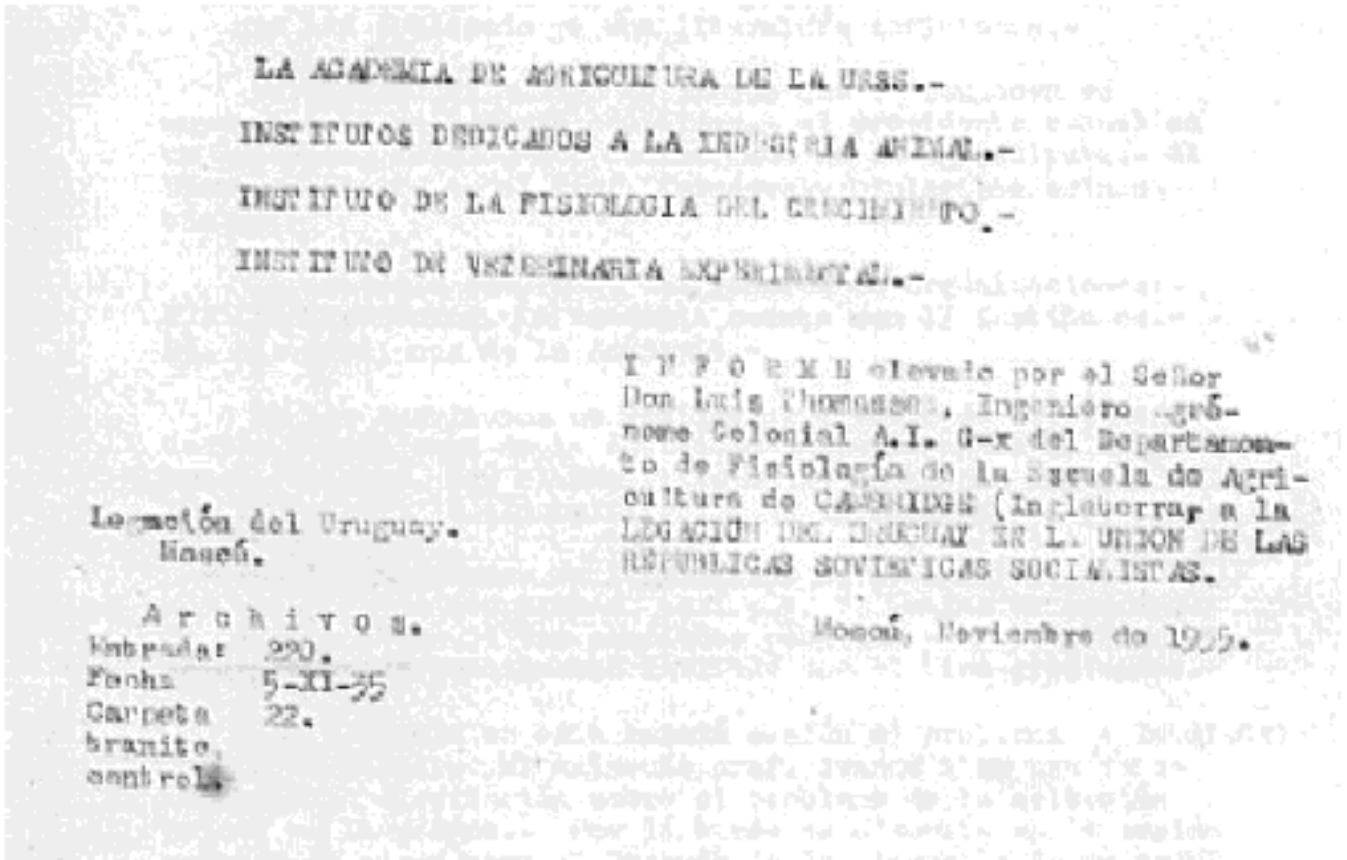 LA ACADEMIA DE AGRICULTURA DE LA URSS.-
INSTITUTOS DEDICADOS A LA INDUSTRIA ANIMAL.-
INSTITUTO DE LA FISIOLOGIA DEL CRECIMIENTO.-
INSTITUTO DE VETERINARIA EXPERIMENTAL.-
I N F O R M E elevado por el Señor
Don Luis, Ingeniero Agró-
nomo Colonial A.I. G-x del Departamen-
to de Fisiología de la Escuela de Agri-
cultura de CAMBRIDGE (Inglaterra, a la
LEGACIÓN DEL URUGUAY EN LA UNION DE LAS
REPUBLICAS SOVIETICAS SOCIALISTAS.
Legación del Uruguay.
Moscú.
A r c h i v o s.
Entrada: 220.
Fecha 5-XI-35
Carpeta 22.
tramite.
control.
Moscú, Noviembre de 1935.